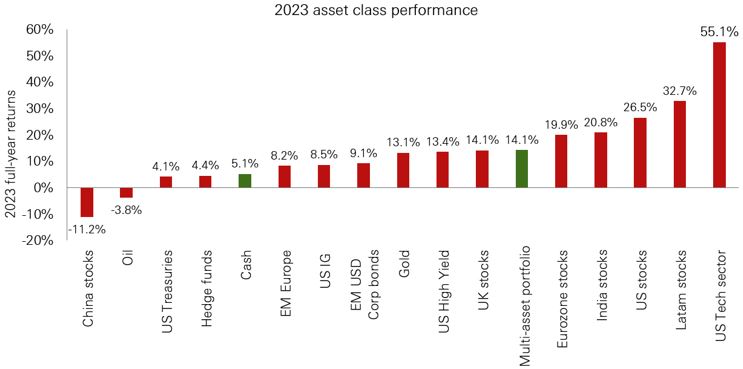 2023 asset class performance
2023 full-year returns
60%
50%
40%
30%
20%
10%
0%
-10%
-20%
-11.2%
-3.8%
4.1%
4.4%
5.1%
8.2%
8.5%
9.1%
13.1%
13.4%
14.1%
14.1%
19.9%
20.8%
26.5%
32.7%
55.1%
China stocks
Oil
US Treasuries
Hedge funds
Cash
EM Europe
US IG
EM USD
Corp bonds
Gold
US High Yield
UK stocks
Multi-asset portfolio
Eurozone stocks
India stocks
US stocks
Latam stocks
US Tech sector